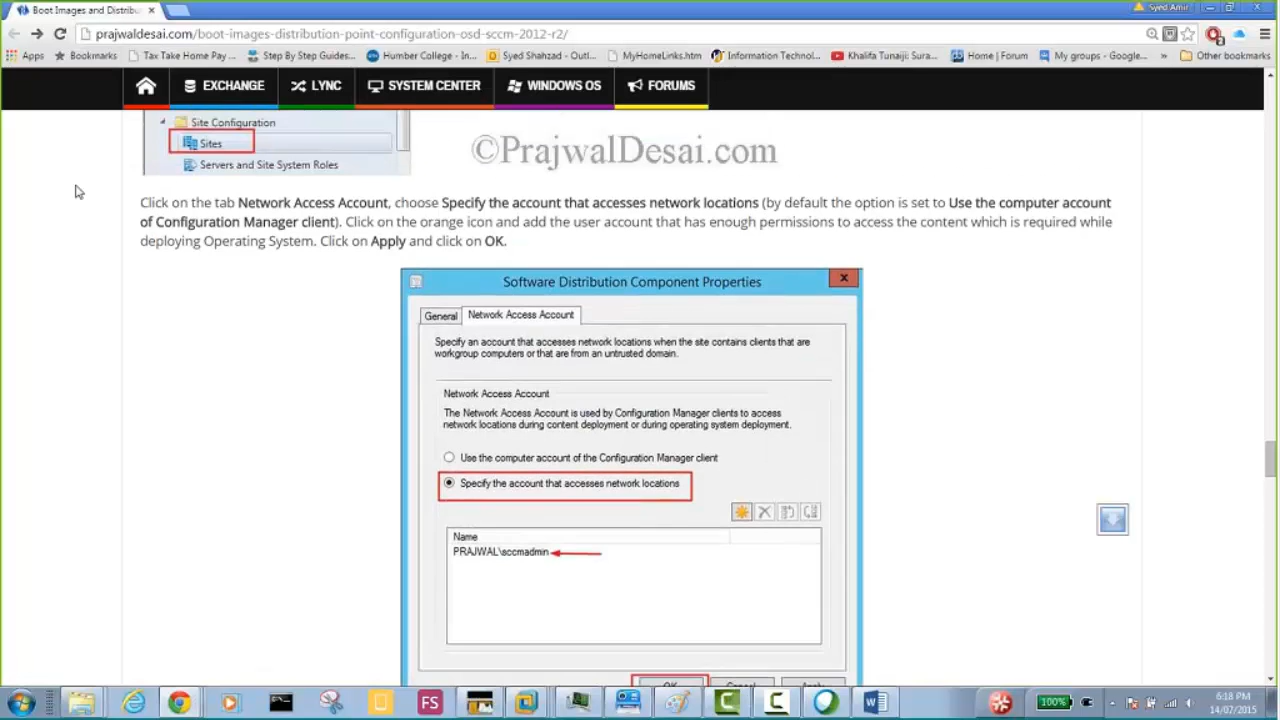 Boot Images and Distribu
Syed Amir
prajwaldesai.com/boot-images-distribution-point-configuration-osd-sccm-2012-r2/
Apps Bookmarks Tax Take Home Pay ... Step By Step Guides... Humber College - In... Syed Shahzad - Outl... MyHomeLinks.htm Information Technol... Khalifa Tunaiji: Sura... Home | Forum My groups - Google... » Other bookmarks
EXCHANGE LYNC SYSTEM CENTER WINDOWS OS FORUMS
Site Configuration
Sites
Servers and Site System Roles
©PrajwalDesai.com
Click on the tab Network Access Account, choose Specify the account that accesses network locations (by default the option is set to Use the computer account
of Configuration Manager client). Click on the orange icon and add the user account that has enough permissions to access the content which is required while
deploying Operating System. Click on Apply and click on OK.
Software Distribution Component Properties
General Network Access Account
Specify an account that accesses network locations when the site contains clients that are
workgroup computers or that are from an untrusted domain.
Network Access Account
The Network Access Account is used by Configuration Manager clients to access
network locations during content deployment or during operating system deployment.
Use the computer account of the Configuration Manager client
Specify the account that accesses network locations
Name
PRAJWAL\sccmadmin
OK Cancel Apply
FS
100%
6:18 PM
14/07/2015